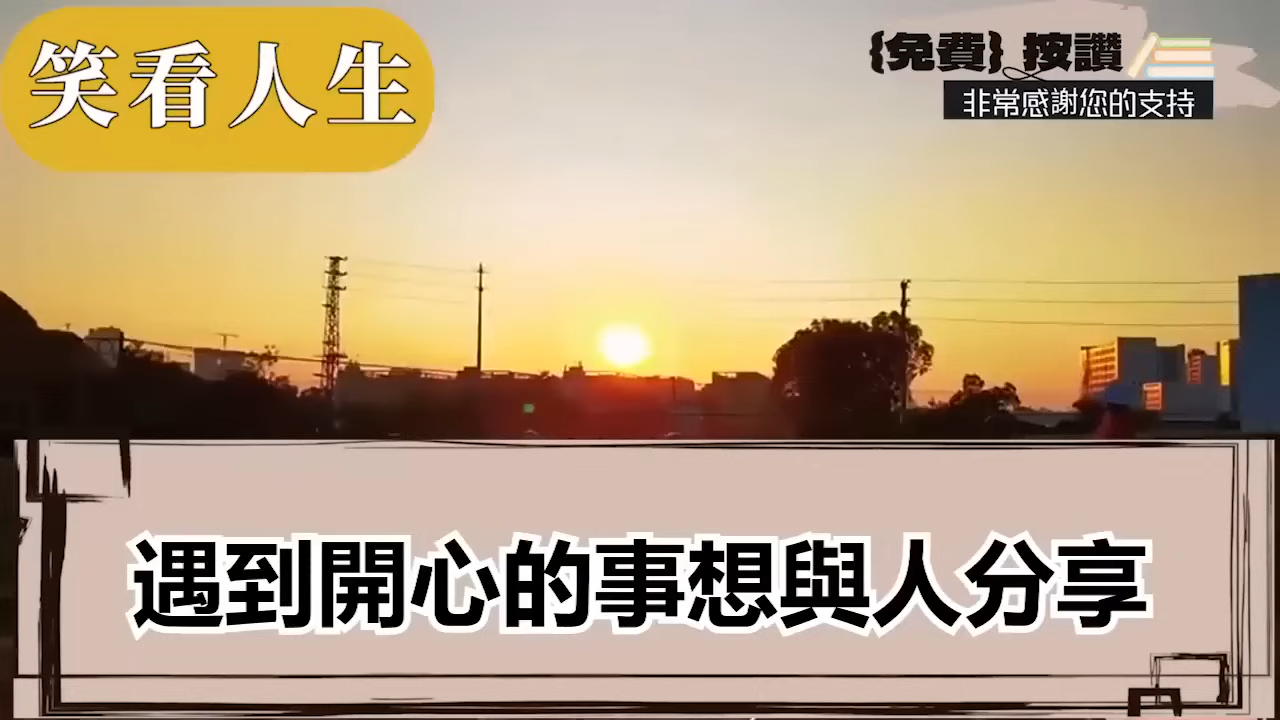 笑看人生
{免費} 按讚
非常感謝您的支持
遇到開心的事想與人分享